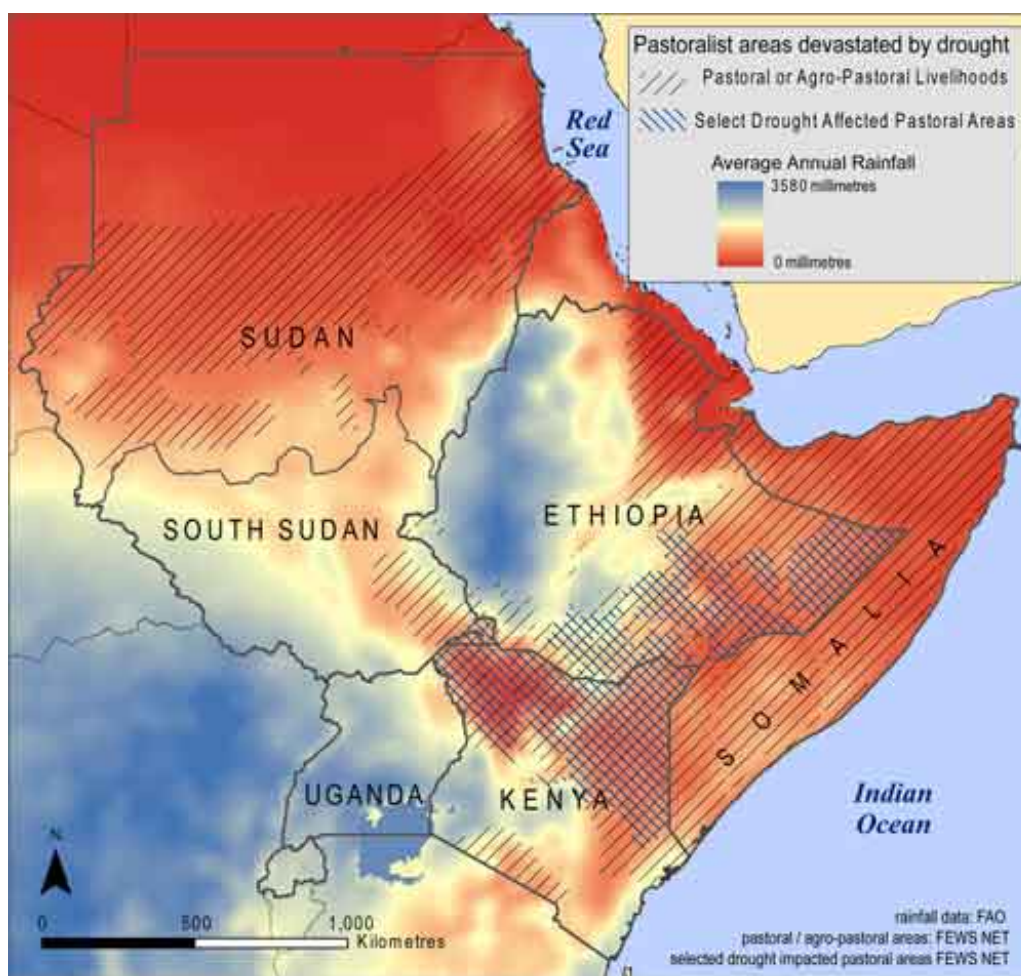 Pastoralist areas devastated by drought
Pastoral or Agro-Pastoral Livelihoods
Select Drought Affected Pastoral Areas
Average Annual Rainfall
3580 millimetres
0 millimetres
Red
Sea
SUDAN
ETHIOPIA
SOUTH SUDAN
SOMALIA
UGANDA
KENYA
Indian
Ocean
N
0 500 1,000
Kilometres
rainfall data: FAO
pastoral / agro-pastoral areas: FEWS NET
selected drought impacted pastoral areas FEWS NET